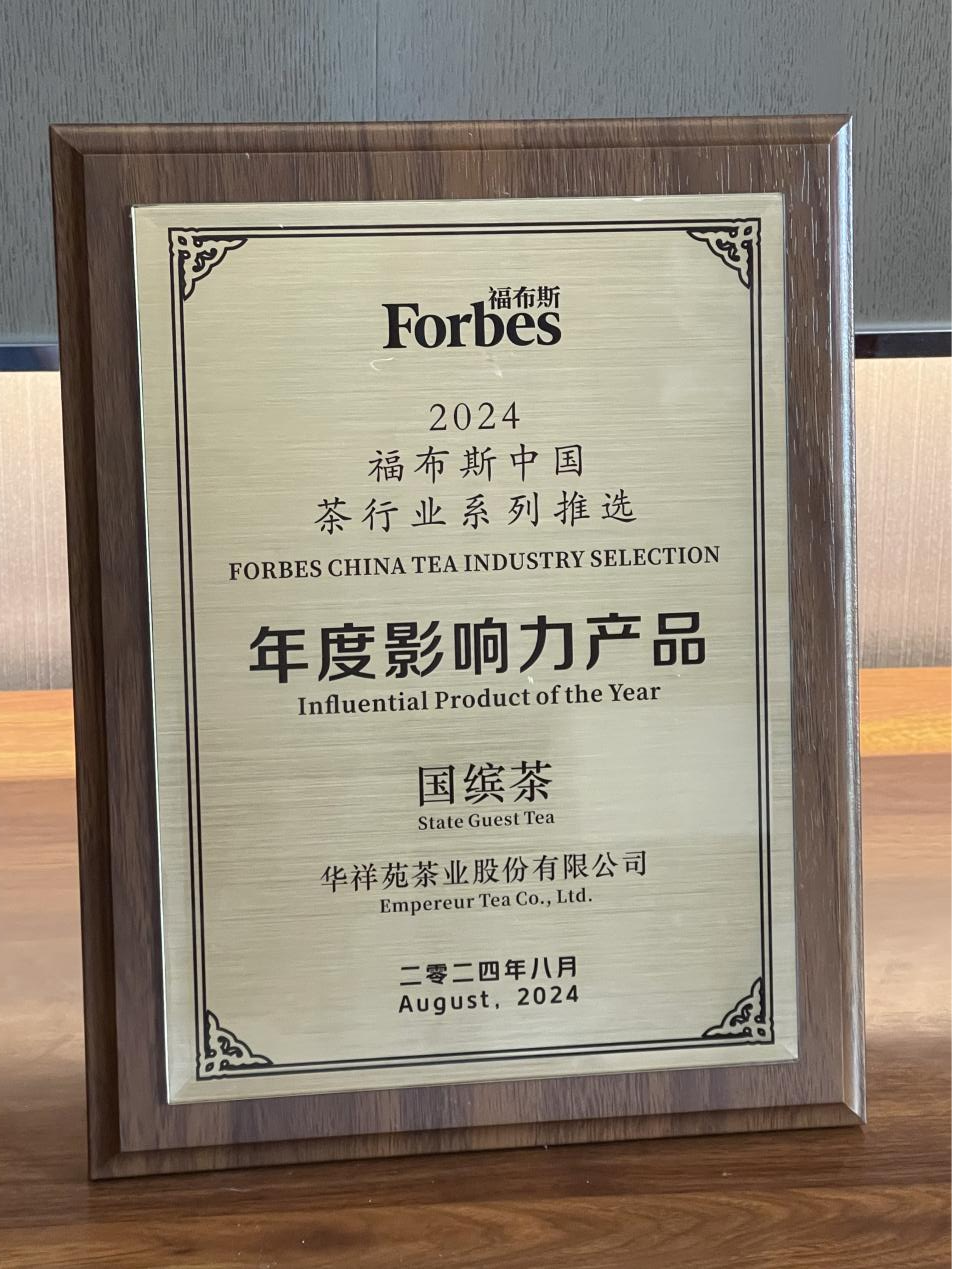 福布斯
Forbes
2024
福布斯中国
茶行业系列推选
FORBES CHINA TEA INDUSTRY SELECTION
年度影响力产品
Influential Product of the Year
国缤茶
State Guest Tea
华祥苑茶业股份有限公司
Empereur Tea Co., Ltd.
二零二四年八月
August, 2024